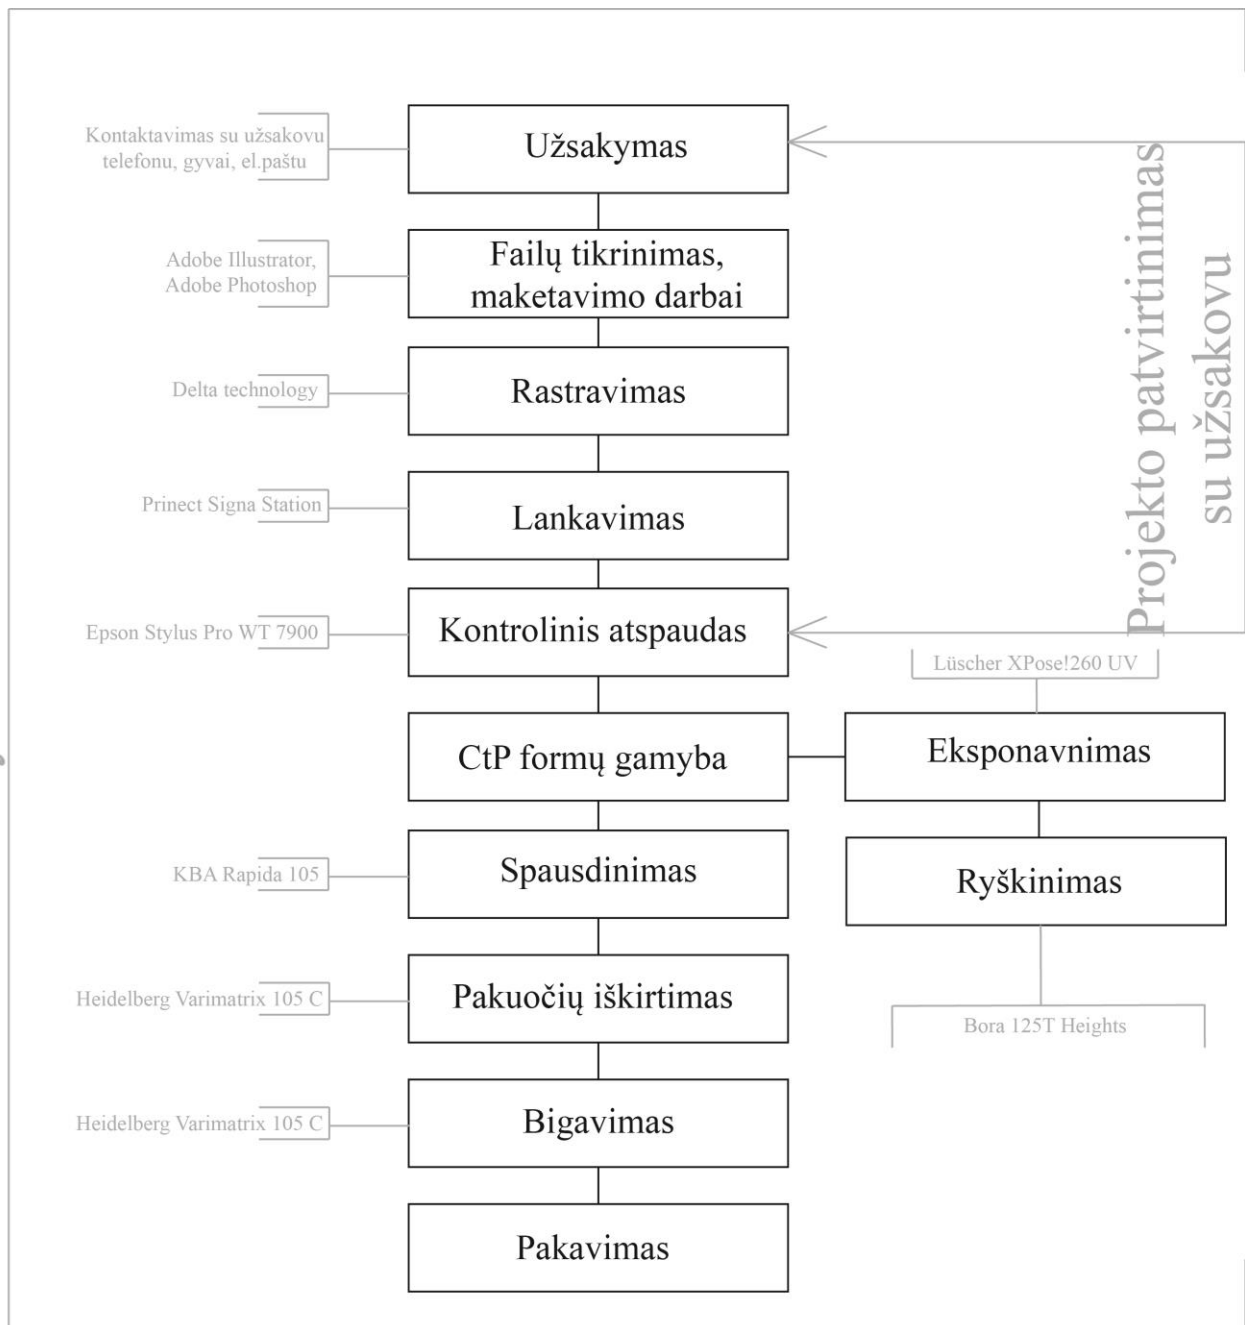 Kontaktavimas su užsakovu
telefonu, gyvai, el.paštu
Užsakymas
Adobe Illustrator,
Adobe Photoshop
Failų tikrinimas,
maketavimo darbai
Delta technology
Rastravimas
Prinect Signa Station
Lankavimas
Epson Stylus Pro WT 7900
Kontrolinis atspaudas
Projekto patvirtinimas
su užsakovu
CtP formų gamyba
Lüscher XPose!260 UV
Eksponavnimas
Ryškinimas
Bora 125T Heights
KBA Rapida 105
Spausdinimas
Heidelberg Varimatrix 105 C
Pakuočių iškirtimas
Heidelberg Varimatrix 105 C
Bigavimas
Pakavimas